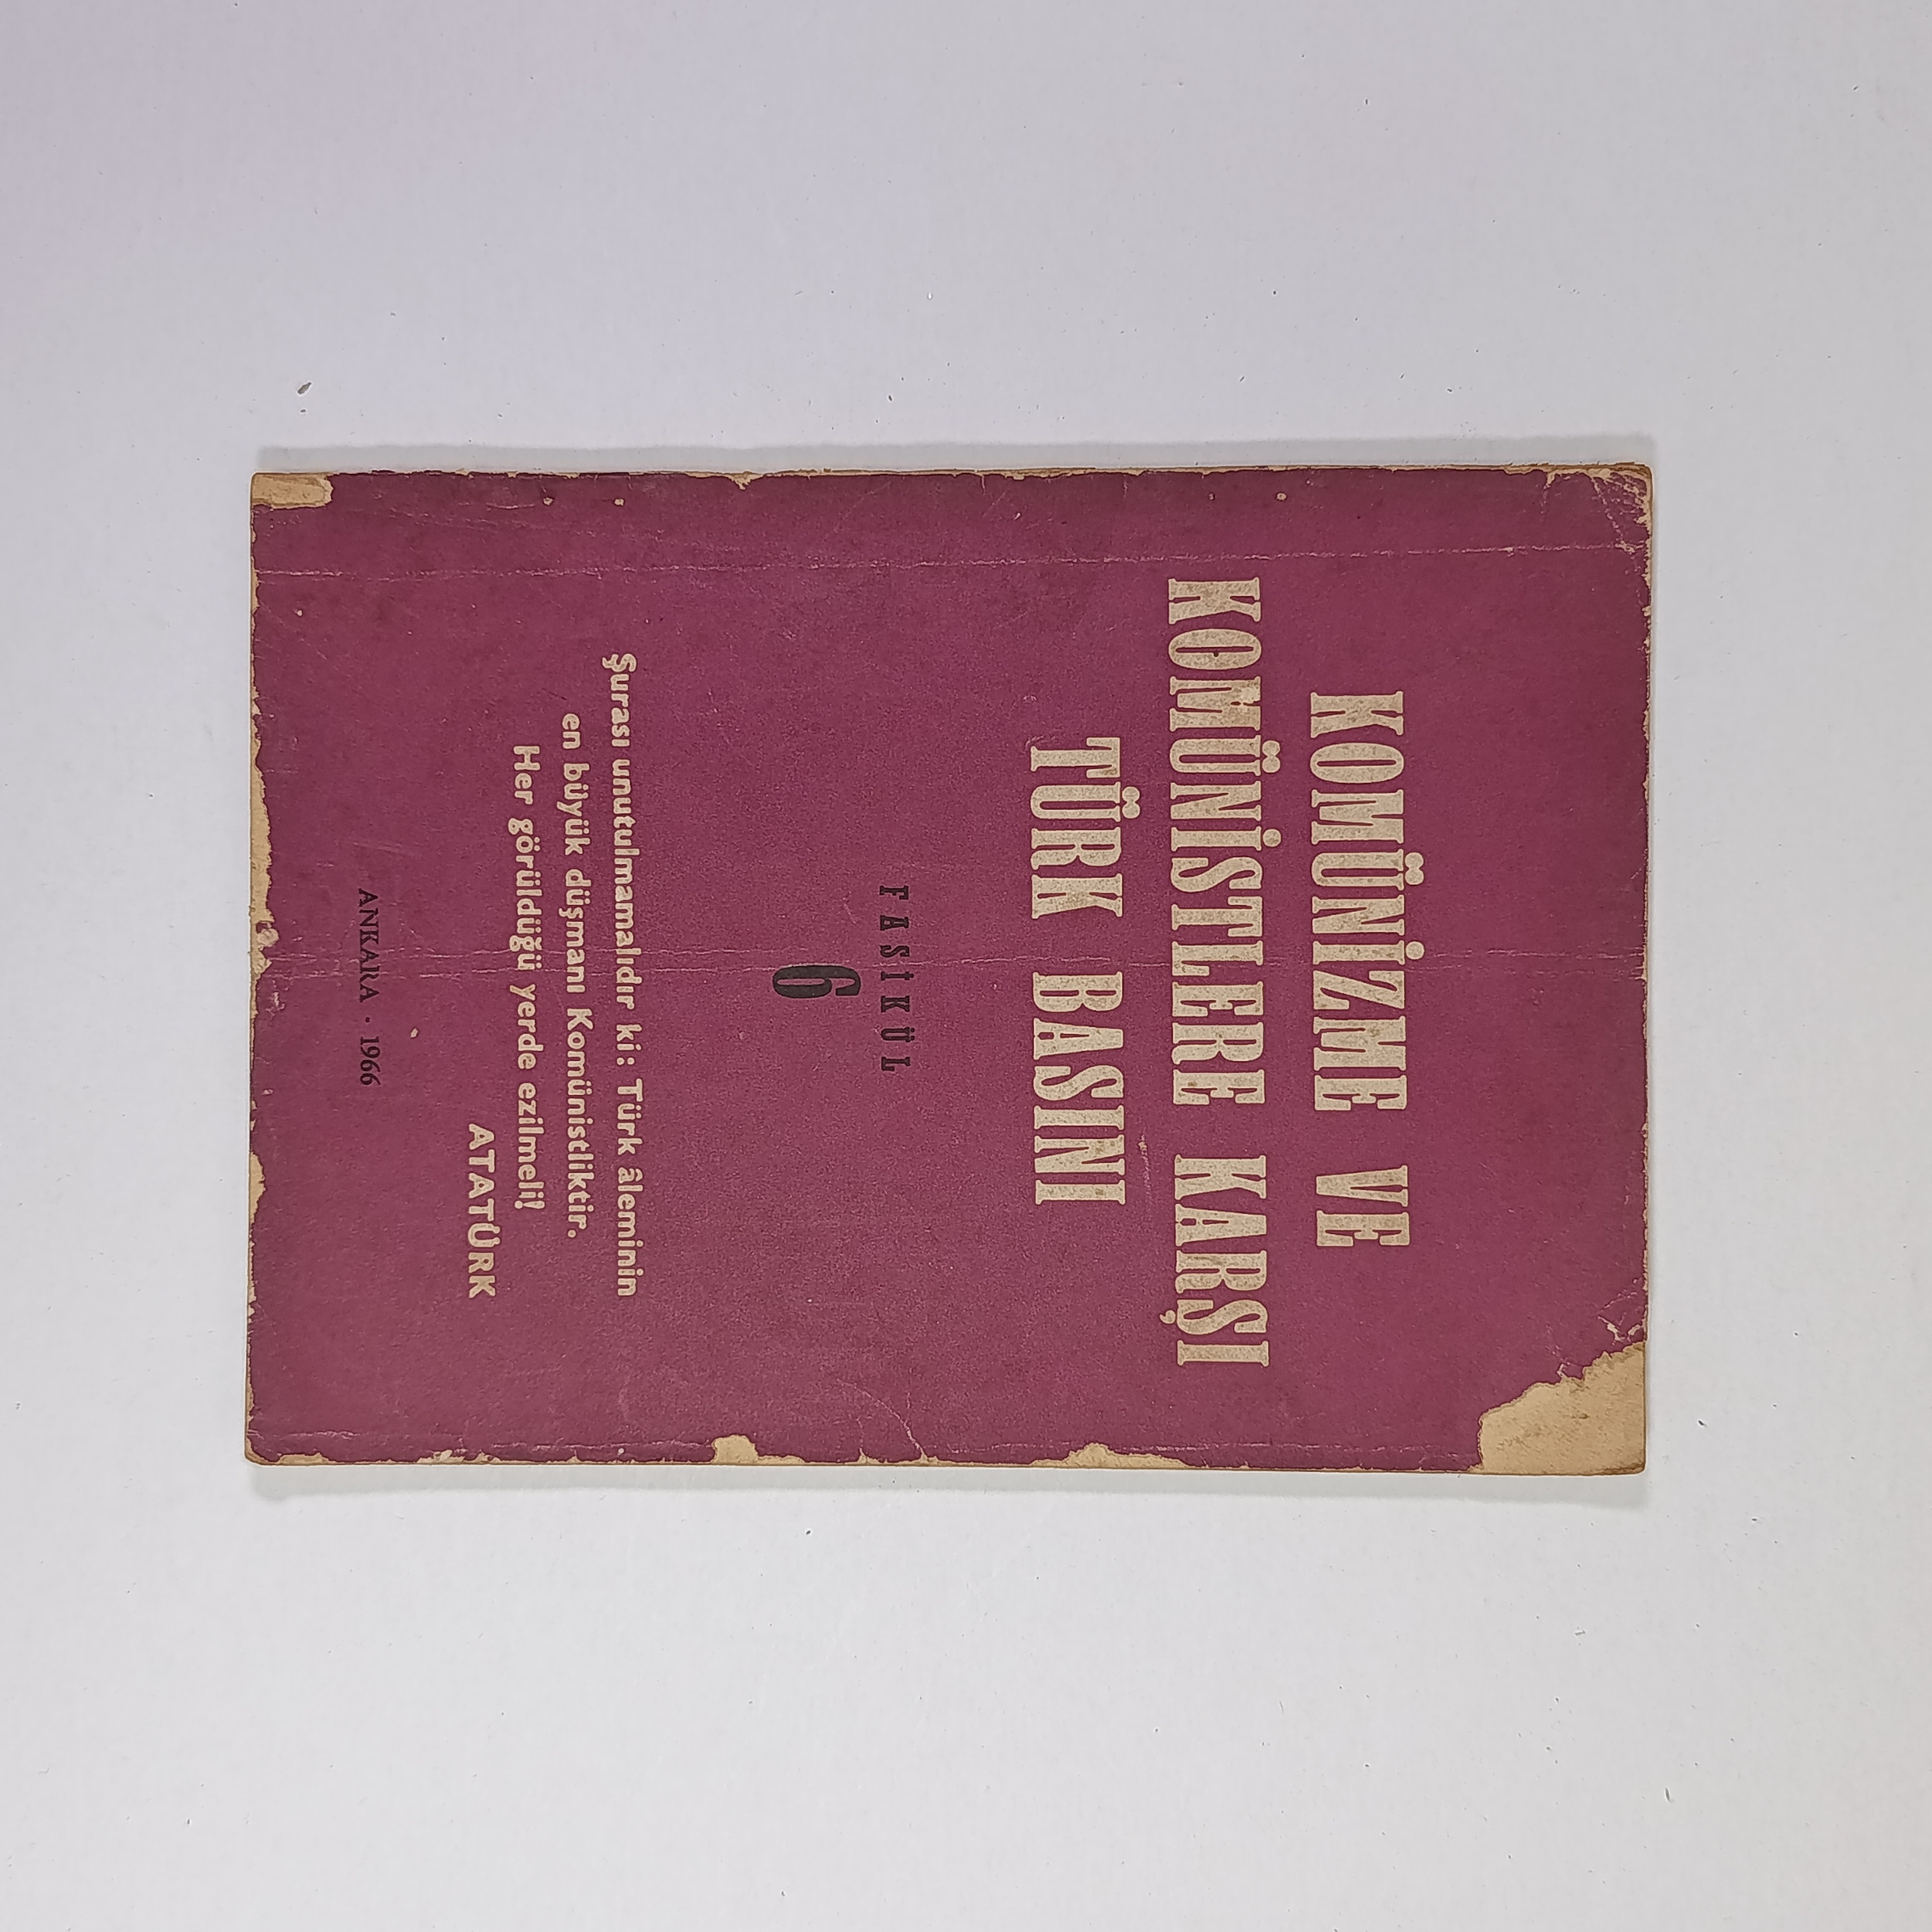 KOMÜNİZME VE
KOMÜNİSTLERE KARŞI
TÜRK BASINI
FASİKÜL
6
Şurası unutulmamalıdır ki: Türk âleminin
en büyük düşmanı Komünistliktir.
Her görüldüğü yerde ezilmeli!
ATATÜRK
ANKARA · 1966